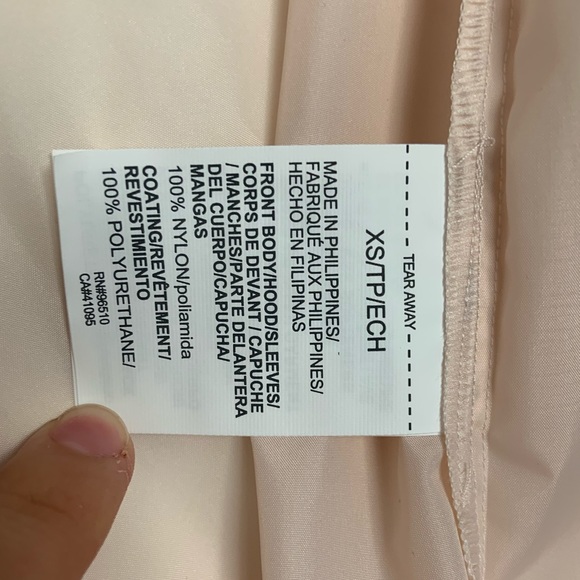 - - - - - - TEAR AWAY - - - - - -
XS/TP/ECH
MADE IN PHILIPPINES/
FABRIQUÉ AUX PHILIPPINES/
HECHO EN FILIPINAS
FRONT BODY/HOOD/SLEEVES/
CORPS DE DEVANT / CAPUCHE
/ MANCHES/PARTE DELANTERA
DEL CUERPO/CAPUCHA/
MANGAS
100% NYLON/poliamida
COATING/REVÊTEMENT/
REVESTIMIENTO
100% POLYURETHANE/
RN#96510
CA#41095